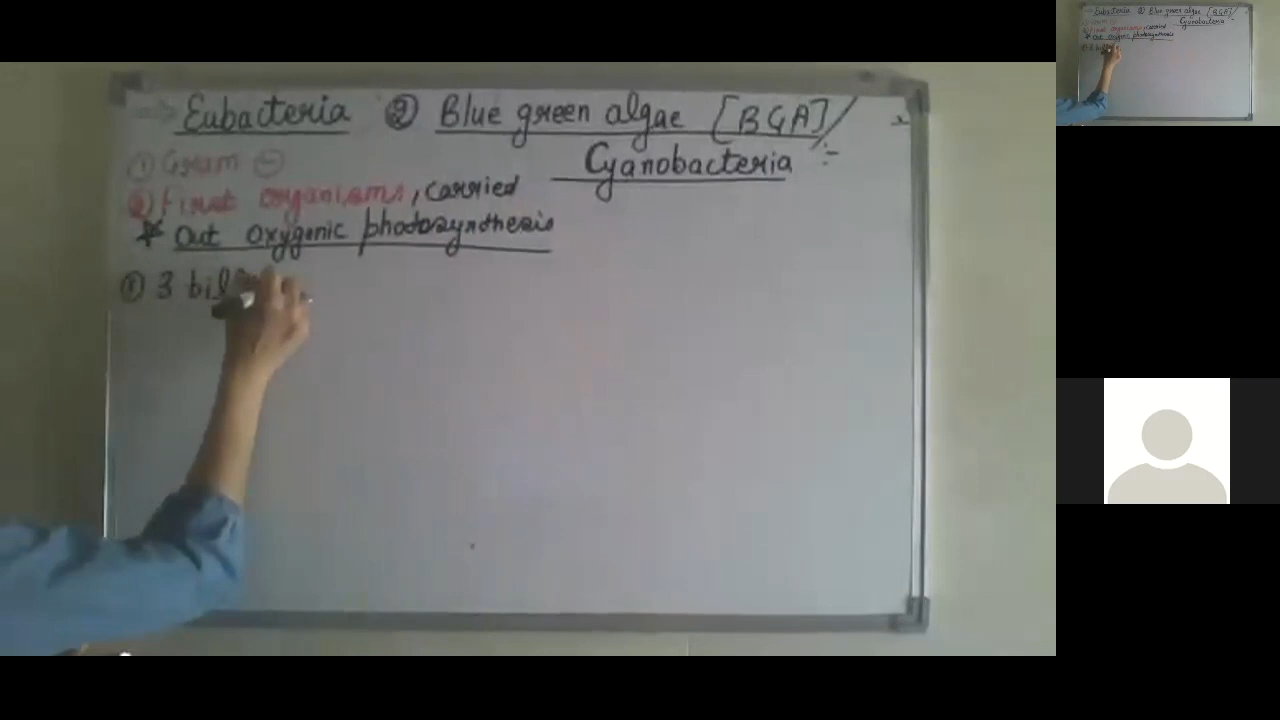 Eubacteria ② Blue green algae [BGA]/
Cyanobacteria :-
① Gram ⊖
② First organisms, carried
* Out oxygenic photosynthesis
① 3 bil